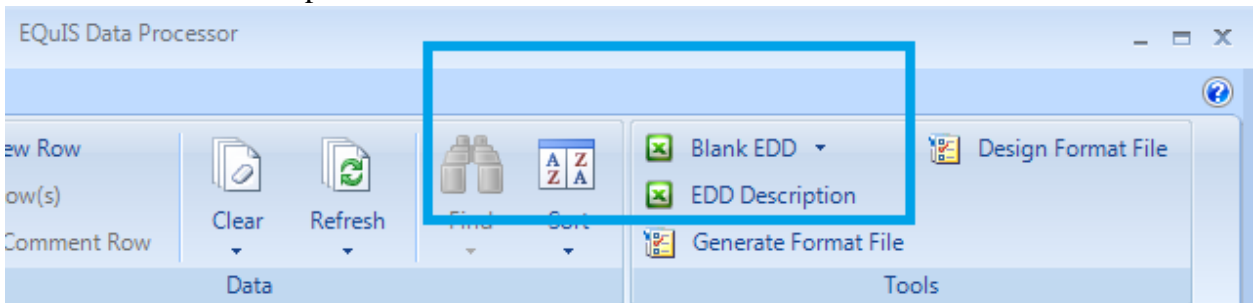 EQuIS Data Processor
ew Row
ow(s)
Comment Row
Clear
Refresh
Find
Sort
Data
Blank EDD
EDD Description
Generate Format File
Design Format File
Tools